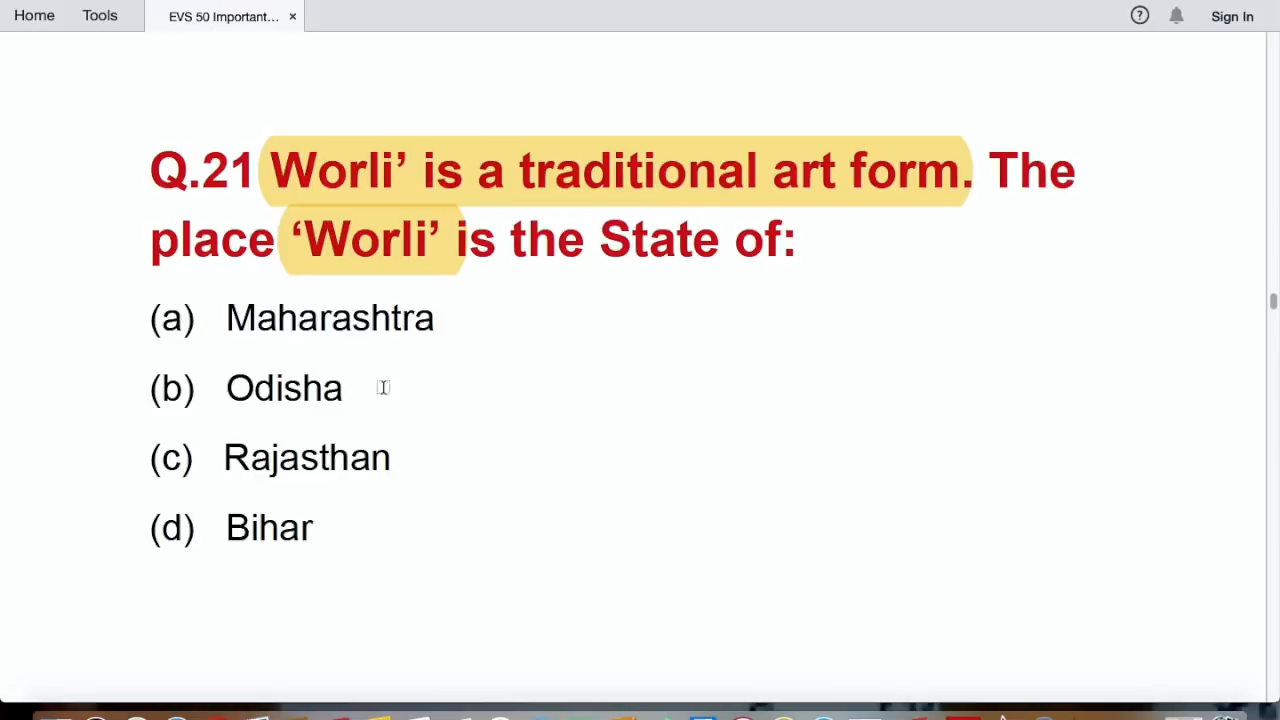 Home Tools EVS 50 Important... × ? Sign In
Q.21 Worli’ is a traditional art form. The
place ‘Worli’ is the State of:
(a) Maharashtra
(b) Odisha
(c) Rajasthan
(d) Bihar